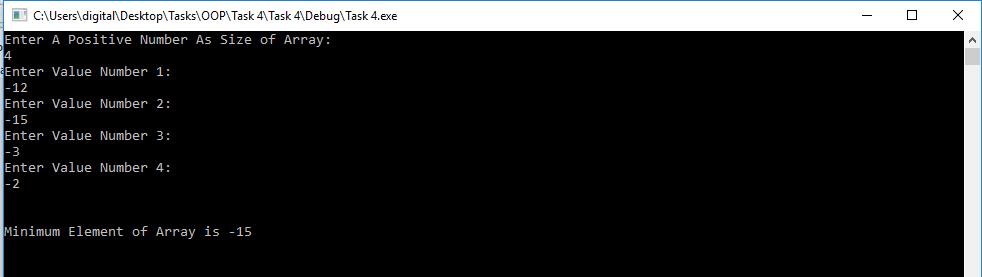 C:\Users\digital\Desktop\Tasks\OOP\Task 4\Task 4\Debug\Task 4.exe
Enter A Positive Number As Size of Array:
4
Enter Value Number 1:
-12
Enter Value Number 2:
-15
Enter Value Number 3:
-3
Enter Value Number 4:
-2
Minimum Element of Array is -15